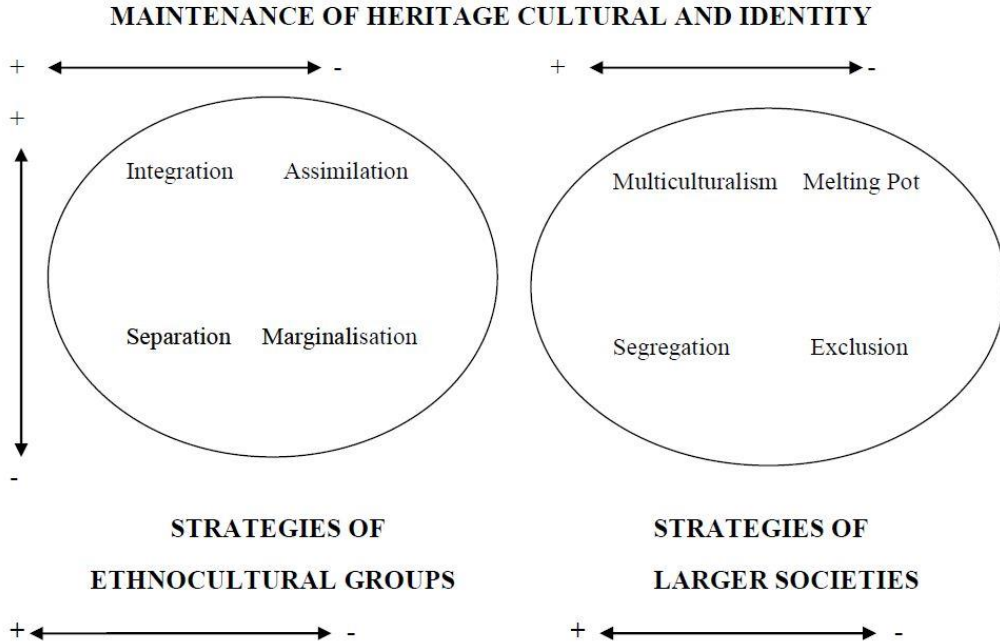 MAINTENANCE OF HERITAGE CULTURAL AND IDENTITY
+ - + -
+
Integration Assimilation
Multiculturalism Melting Pot
Separation Marginalisation
Segregation Exclusion
-
STRATEGIES OF
ETHNOCULTURAL GROUPS
STRATEGIES OF
LARGER SOCIETIES
+ - + -